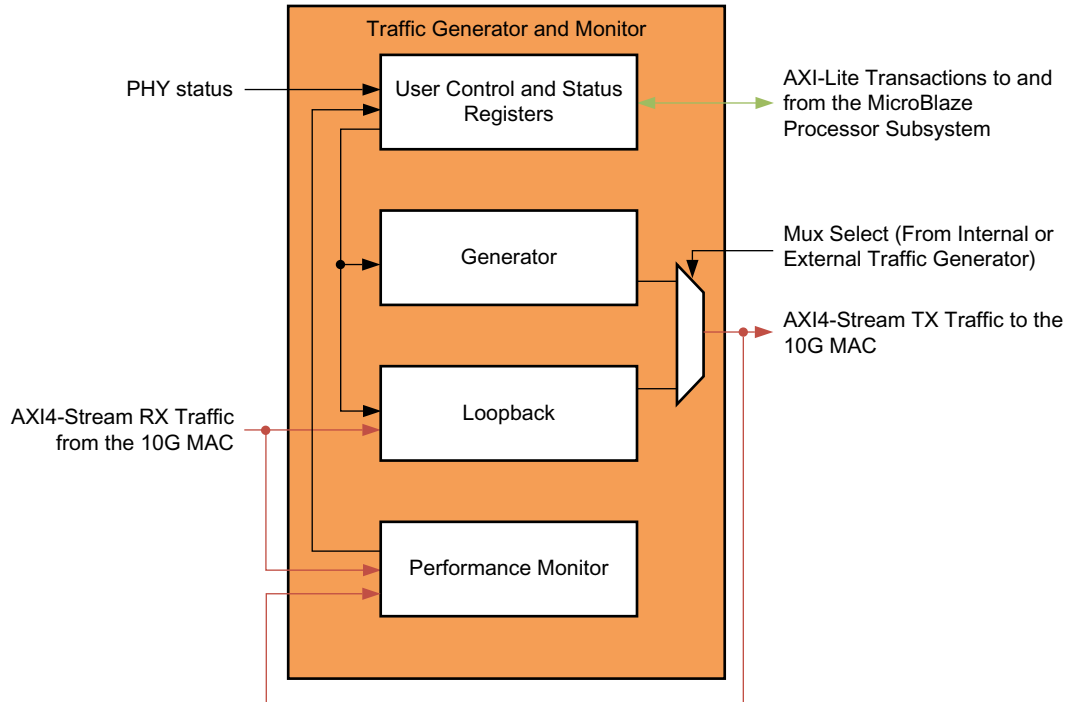 Traffic Generator and Monitor
PHY status
User Control and Status
Registers
AXI-Lite Transactions to and
from the MicroBlaze
Processor Subsystem
Generator
Mux Select (From Internal or
External Traffic Generator)
AXI4-Stream TX Traffic to the
10G MAC
Loopback
AXI4-Stream RX Traffic
from the 10G MAC
Performance Monitor